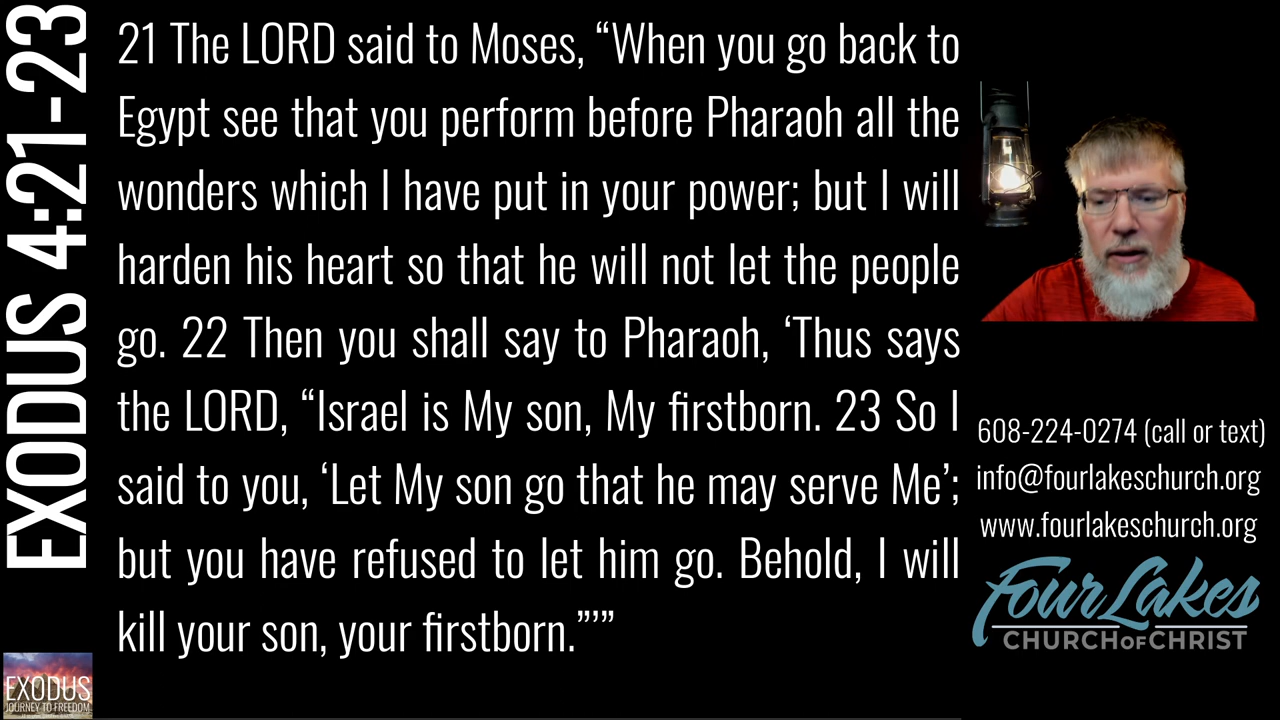 EXODUS 4:21-23
21 The LORD said to Moses, “When you go back to
Egypt see that you perform before Pharaoh all the
wonders which I have put in your power; but I will
harden his heart so that he will not let the people
go. 22 Then you shall say to Pharaoh, ‘Thus says
the LORD, “Israel is My son, My firstborn. 23 So I
said to you, ‘Let My son go that he may serve Me’;
but you have refused to let him go. Behold, I will
kill your son, your firstborn.”’”
608-224-0274 (call or text)
info@fourlakeschurch.org
www.fourlakeschurch.org
Four Lakes
CHURCH OF CHRIST
EXODUS
JOURNEY TO FREEDOM